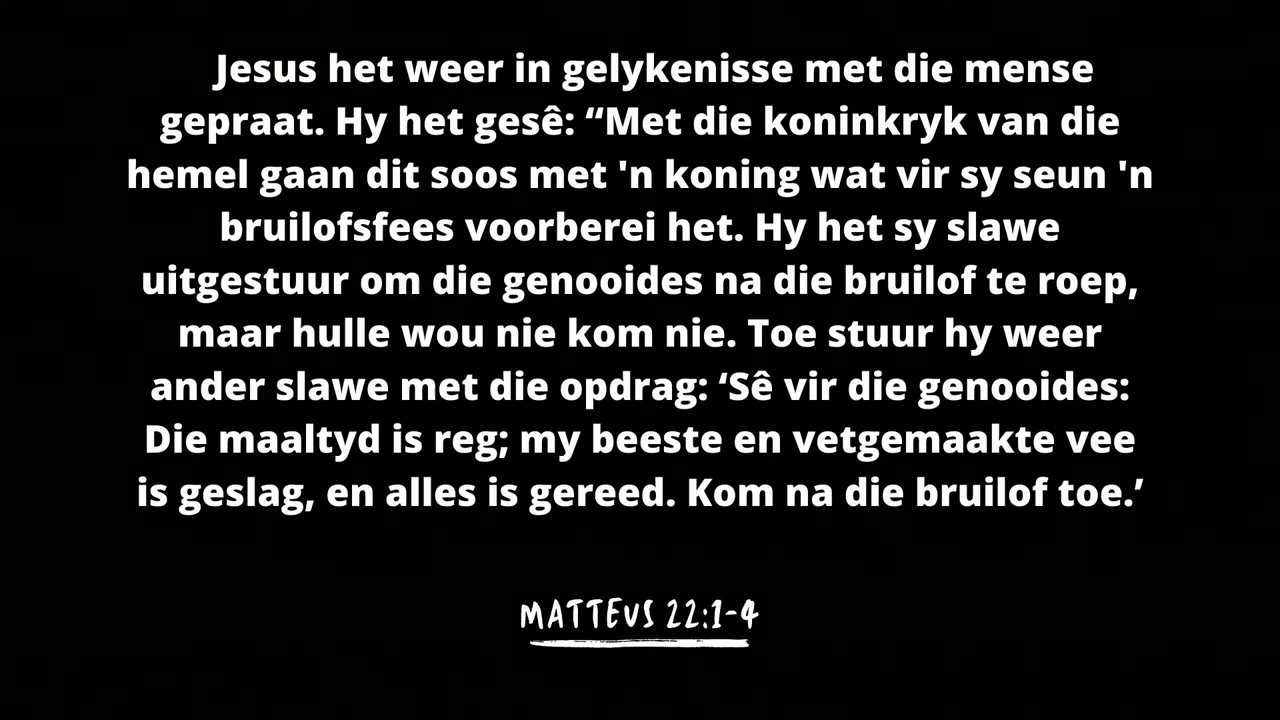 Jesus het weer in gelykenisse met die mense
gepraat. Hy het gesê: “Met die koninkryk van die
hemel gaan dit soos met 'n koning wat vir sy seun 'n
bruilofsfees voorberei het. Hy het sy slawe
uitgestuur om die genooides na die bruilof te roep,
maar hulle wou nie kom nie. Toe stuur hy weer
ander slawe met die opdrag: ‘Sê vir die genooides:
Die maaltyd is reg; my beeste en vetgemaakte vee
is geslag, en alles is gereed. Kom na die bruilof toe.’
MATTEUS 22:1-4